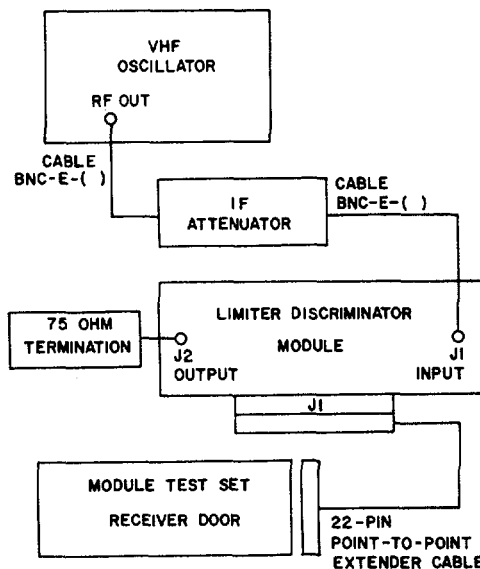 VHF
OSCILLATOR
RF OUT
CABLE
BNC-E-( )
IF
ATTENUATOR
CABLE
BNC-E-( )
75 OHM
TERMINATION
LIMITER DISCRIMINATOR
MODULE
J2
OUTPUT
J1
INPUT
J1
MODULE TEST SET
RECEIVER DOOR
22-PIN
POINT-TO-POINT
EXTENDER CABLE